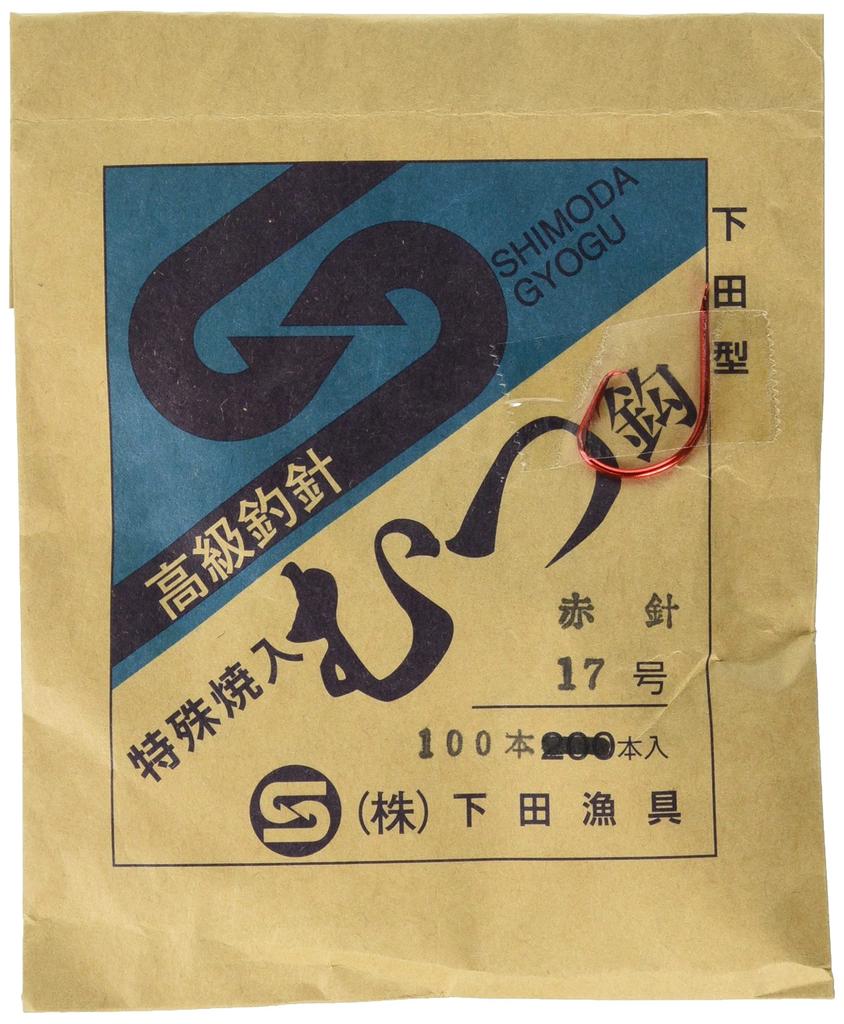 SHIMODA
GYOGU
下田型
高級釣針
特殊焼入
むつ鈎
赤針
17号
100本200本入
(株)下田漁具